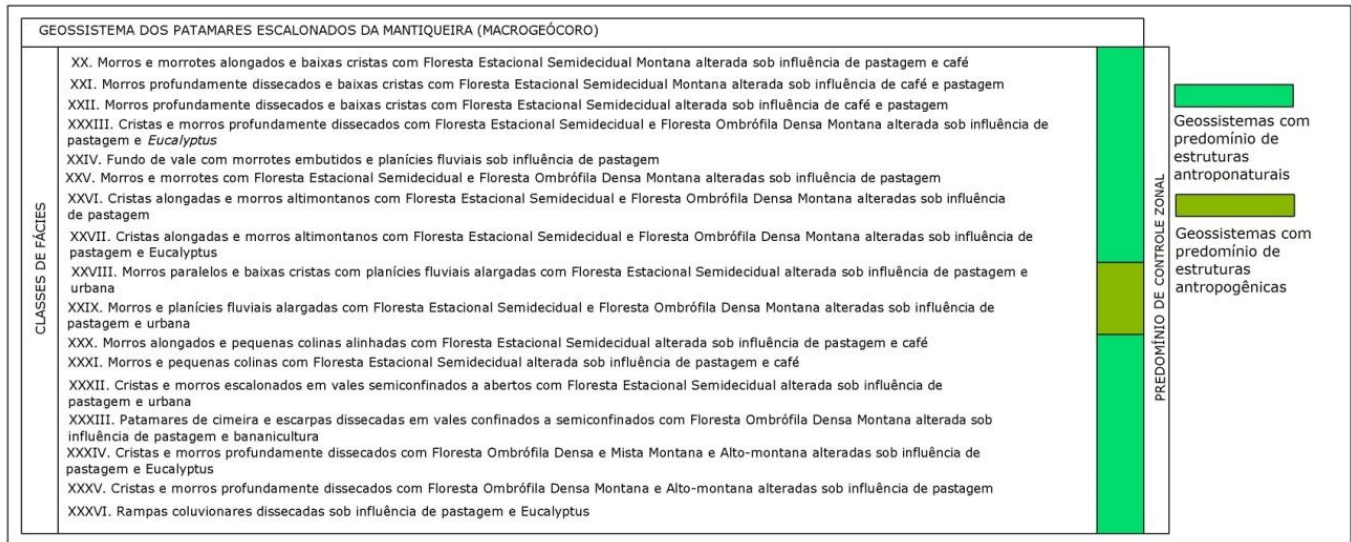 GEOSSISTEMA DOS PATAMARES ESCALONADOS DA MANTIQUEIRA (MACROGEÓCORO)
CLASSES DE FÁCIES
XX. Morros e morrotes alongados e baixas cristas com Floresta Estacional Semidecidual Montana alterada sob influência de pastagem e café
XXI. Morros profundamente dissecados e baixas cristas com Floresta Estacional Semidecidual Montana alterada sob influência de café e pastagem
XXII. Morros profundamente dissecados e baixas cristas com Floresta Estacional Semidecidual alterada sob influência de café e pastagem
XXXIII. Cristas e morros profundamente dissecados com Floresta Estacional Semidecidual e Floresta Ombrófila Densa Montana alterada sob influência de
pastagem e Eucalyptus
XXIV. Fundo de vale com morrotes embutidos e planícies fluviais sob influência de pastagem
XXV. Morros e morrotes com Floresta Estacional Semidecidual e Floresta Ombrófila Densa Montana alteradas sob influência de pastagem
XXVI. Cristas alongadas e morros altimontanos com Floresta Estacional Semidecidual e Floresta Ombrófila Densa Montana alteradas sob influência
de pastagem
XXVII. Cristas alongadas e morros altimontanos com Floresta Estacional Semidecidual e Floresta Ombrófila Densa Montana alteradas sob influência de
pastagem e Eucalyptus
XXVIII. Morros paralelos e baixas cristas com planícies fluviais alargadas com Floresta Estacional Semidecidual alterada sob influência de pastagem e
urbana
XXIX. Morros e planícies fluviais alargadas com Floresta Estacional Semidecidual e Floresta Ombrófila Densa Montana alteradas sob influência de
pastagem e urbana
XXX. Morros alongados e pequenas colinas alinhadas com Floresta Estacional Semidecidual alterada sob influência de pastagem e café
XXXI. Morros e pequenas colinas com Floresta Estacional Semidecidual alterada sob influência de pastagem e café
XXXII. Cristas e morros escalonados em vales semiconfinados a abertos com Floresta Estacional Semidecidual alterada sob influência de
pastagem e urbana
XXXIII. Patamares de cimeira e escarpas dissecadas em vales confinados a semiconfinados com Floresta Ombrófila Densa Montana alterada sob
influência de pastagem e bananicultura
XXXIV. Cristas e morros profundamente dissecados com Floresta Ombrófila Densa e Mista Montana e Alto-montana alteradas sob influência de
pastagem e Eucalyptus
XXXV. Cristas e morros profundamente dissecados com Floresta Ombrófila Densa Montana e Alto-montana alteradas sob influência de pastagem
XXXVI. Rampas coluvionares dissecadas sob influência de pastagem e Eucalyptus
PREDOMÍNIO DE CONTROLE ZONAL
Geossistemas com
predomínio de
estruturas
antroponaturais
Geossistemas com
predomínio de
estruturas
antropogênicas